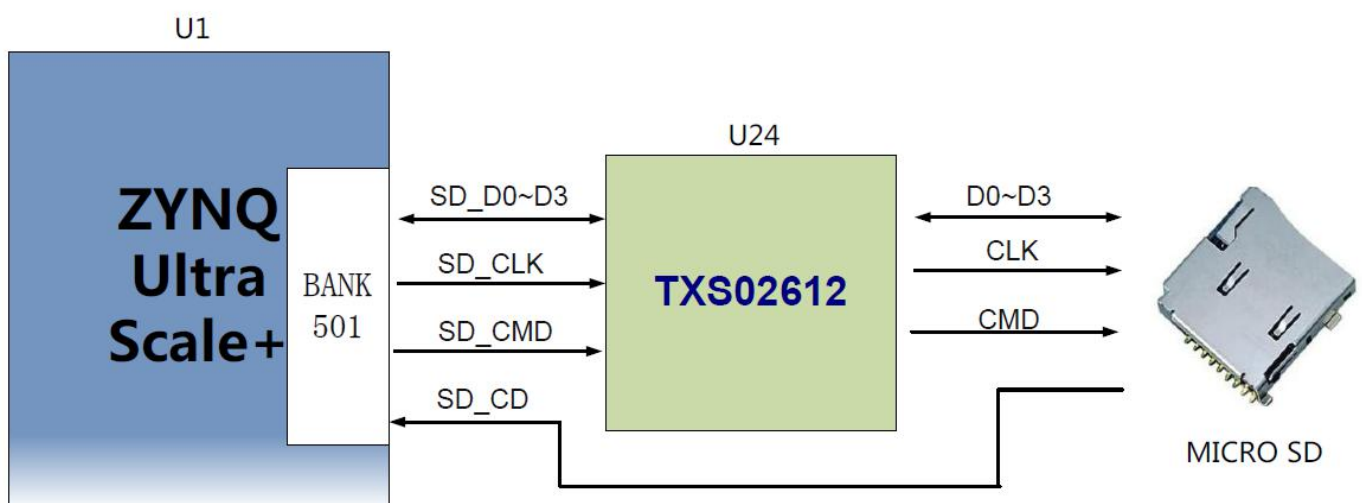 U1
ZYNQ
Ultra
Scale+
BANK
501
SD_D0~D3
SD_CLK
SD_CMD
SD_CD
U24
TXS02612
D0~D3
CLK
CMD
MICRO SD